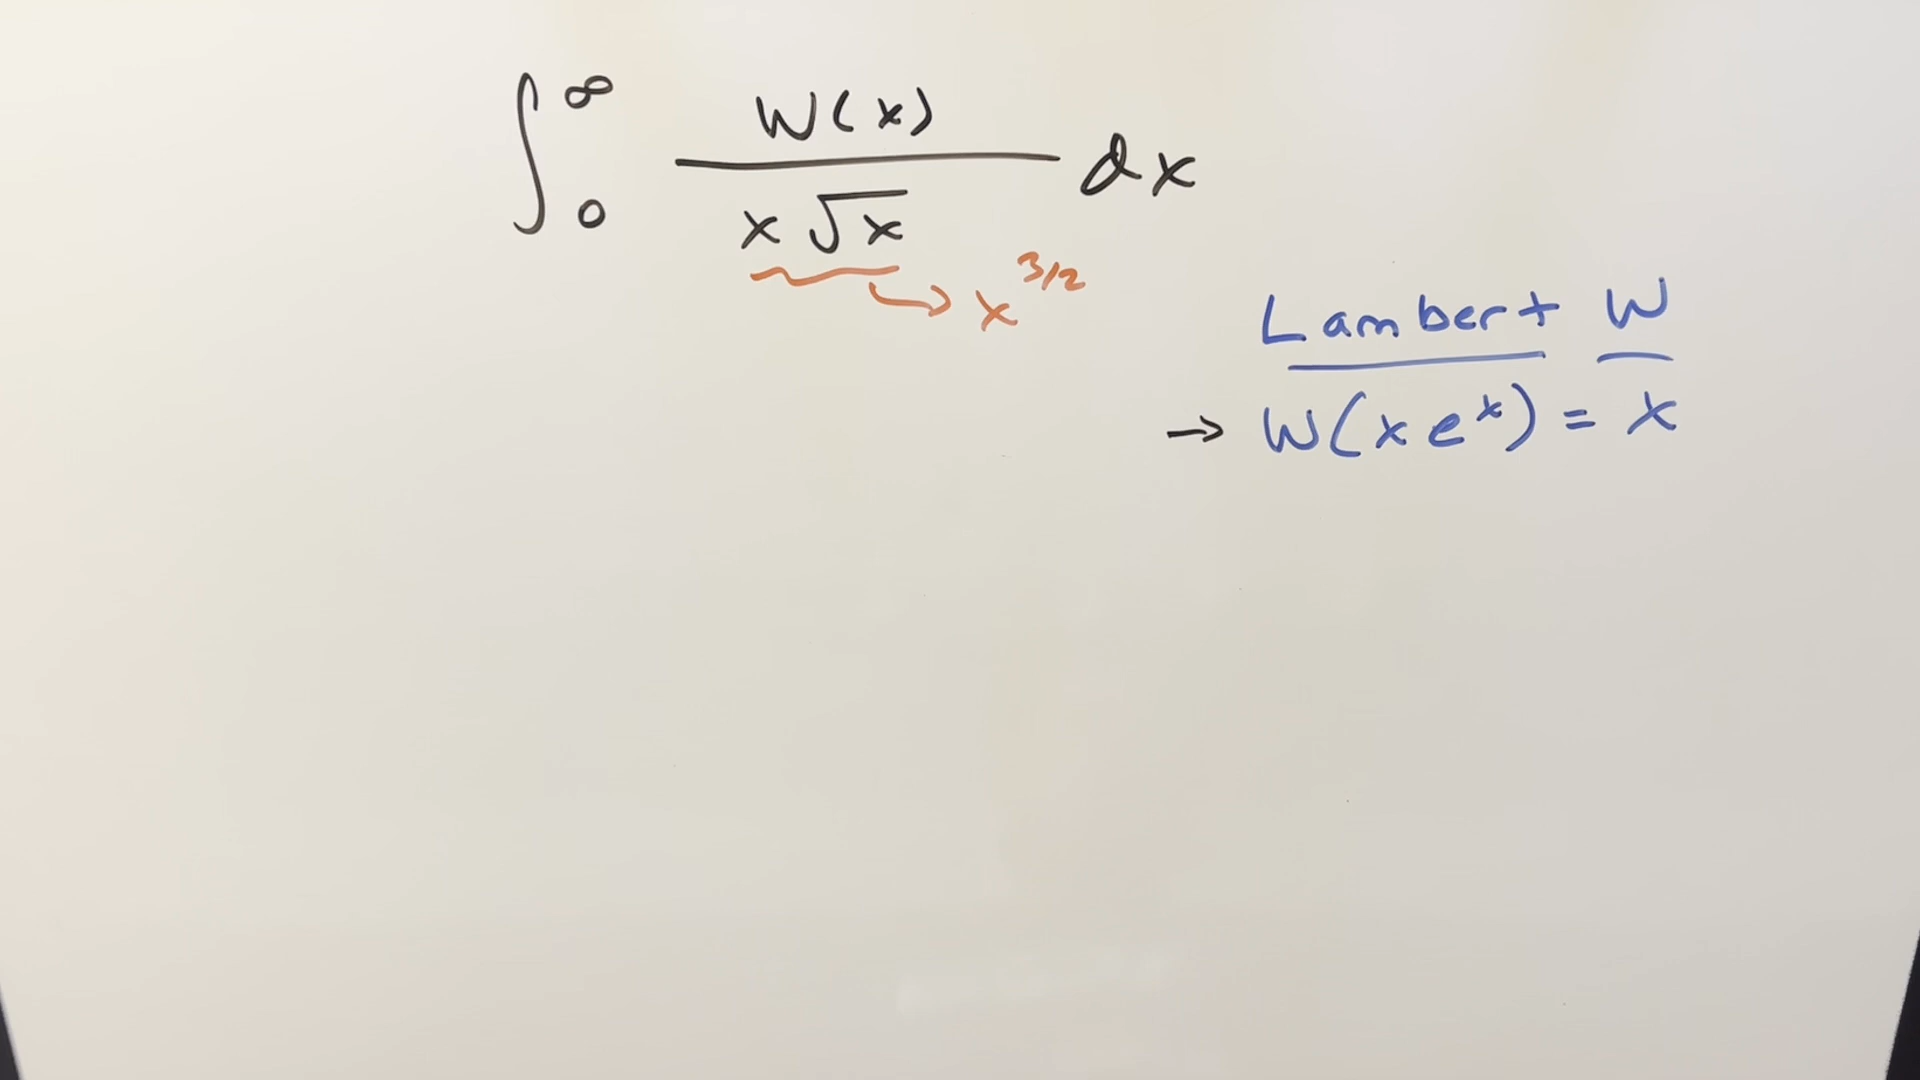 ∫₀^∞ W(x) / (x√x) dx
→ x^(3/2)
Lambert W
→ W(xe^x) = x